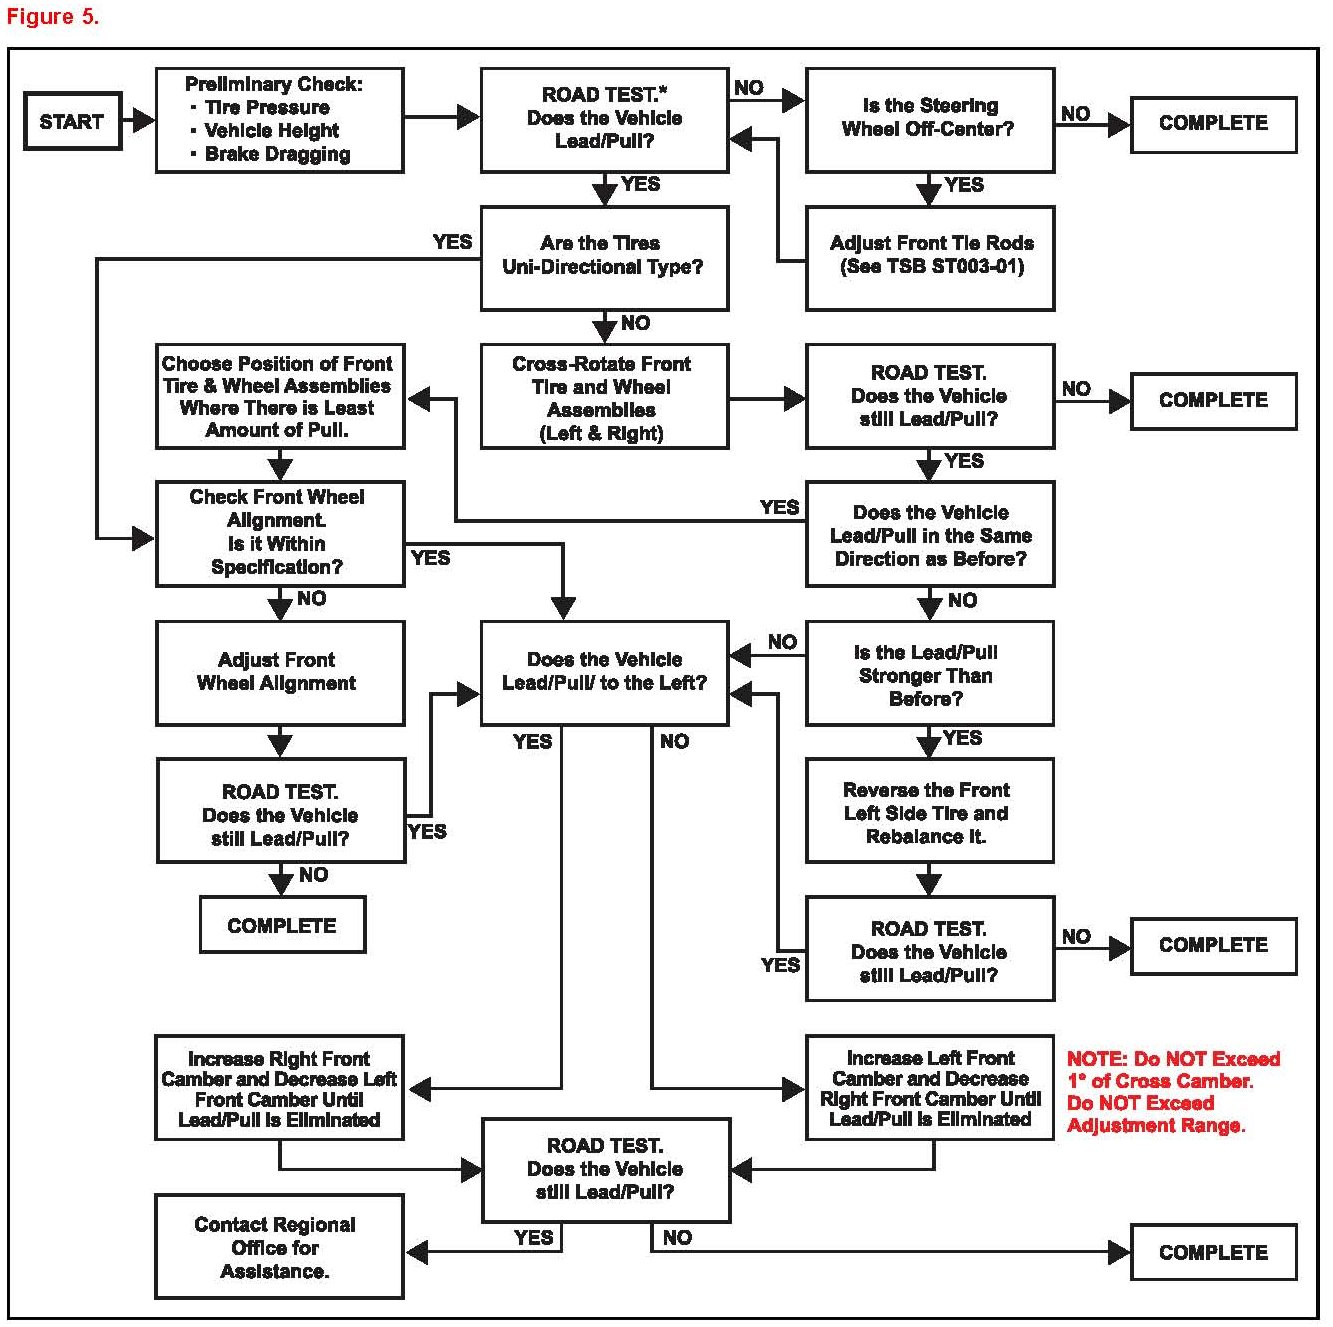 Figure 5.
START
Preliminary Check:
· Tire Pressure
· Vehicle Height
· Brake Dragging
ROAD TEST.*
Does the Vehicle
Lead/Pull?
NO
Is the Steering
Wheel Off-Center?
NO
COMPLETE
YES
YES
YES
Are the Tires
Uni-Directional Type?
Adjust Front Tie Rods
(See TSB ST003-01)
NO
Choose Position of Front
Tire & Wheel Assemblies
Where There is Least
Amount of Pull.
Cross-Rotate Front
Tire and Wheel
Assemblies
(Left & Right)
ROAD TEST.
Does the Vehicle
still Lead/Pull?
NO
COMPLETE
YES
Check Front Wheel
Alignment.
Is it Within
Specification?
YES
YES
Does the Vehicle
Lead/Pull in the Same
Direction as Before?
NO
NO
Adjust Front
Wheel Alignment
Does the Vehicle
Lead/Pull/ to the Left?
NO
Is the Lead/Pull
Stronger Than
Before?
YES
NO
YES
ROAD TEST.
Does the Vehicle
still Lead/Pull?
YES
Reverse the Front
Left Side Tire and
Rebalance It.
NO
COMPLETE
ROAD TEST.
Does the Vehicle
still Lead/Pull?
YES
NO
COMPLETE
Increase Right Front
Camber and Decrease Left
Front Camber Until
Lead/Pull is Eliminated
Increase Left Front
Camber and Decrease
Right Front Camber Until
Lead/Pull is Eliminated
NOTE: Do NOT Exceed
1° of Cross Camber.
Do NOT Exceed
Adjustment Range.
ROAD TEST.
Does the Vehicle
still Lead/Pull?
Contact Regional
Office for
Assistance.
YES
NO
COMPLETE